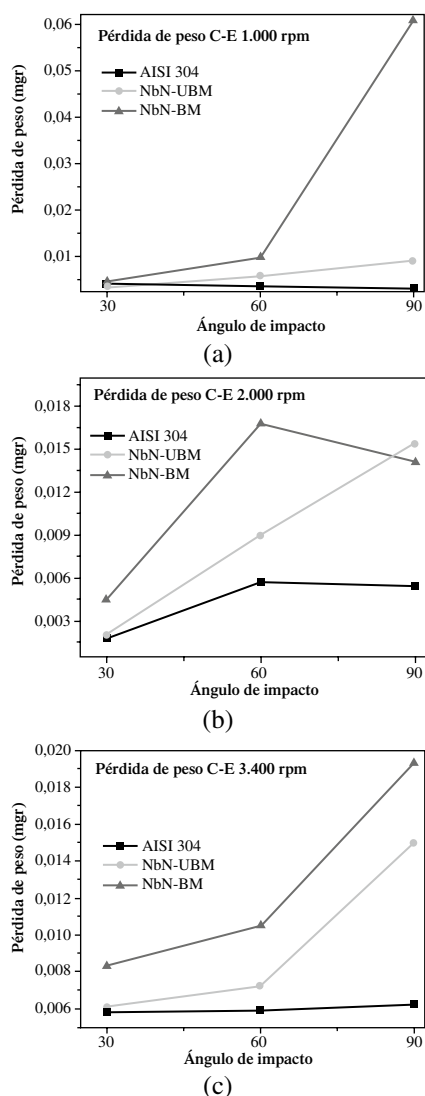 Pérdida de peso C-E 1.000 rpm
AISI 304
NbN-UBM
NbN-BM
Pérdida de peso (mgr)
0,06
0,05
0,04
0,03
0,02
0,01
30
60
90
Ángulo de impacto
(a)
Pérdida de peso C-E 2.000 rpm
AISI 304
NbN-UBM
NbN-BM
Pérdida de peso (mgr)
0,018
0,015
0,012
0,009
0,006
0,003
30
60
90
Ángulo de impacto
(b)
Pérdida de peso C-E 3.400 rpm
AISI 304
NbN-UBM
NbN-BM
Pérdida de peso (mgr)
0,020
0,018
0,016
0,014
0,012
0,010
0,008
0,006
30
60
90
Ángulo de impacto
(c)